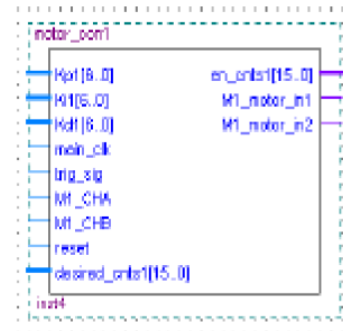 Kp1[6..0]
Ki1[6..0]
Kd1[6..0]
main_clk
trig_sig
M1_CHA
M1_CHB
reset
desired_cnts1[15..0]
en_cnts1[15..0]
M1_motor_in1
M1_motor_in2
inst4